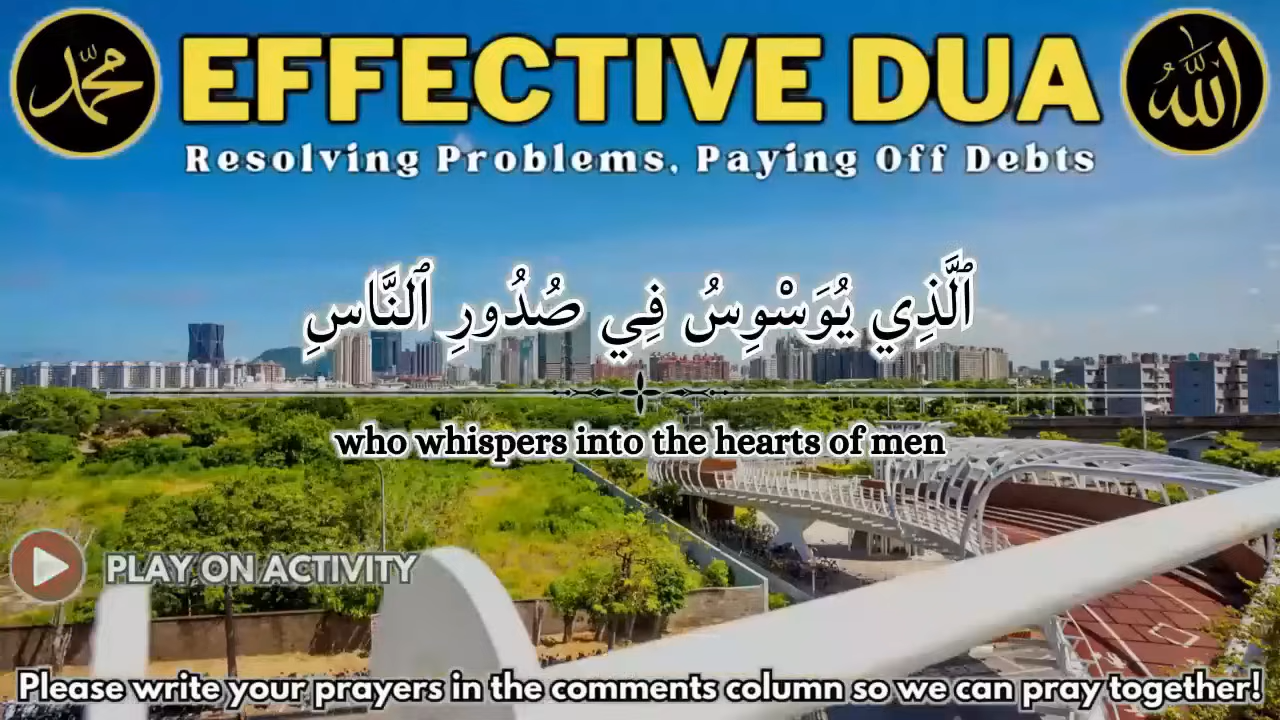 محمد
EFFECTIVE DUA
الله
Resolving Problems, Paying Off Debts
ٱلَّذِي يُوَسْوِسُ فِي صُدُورِ ٱلنَّاسِ
who whispers into the hearts of men
PLAY ON ACTIVITY
Please write your prayers in the comments column so we can pray together!